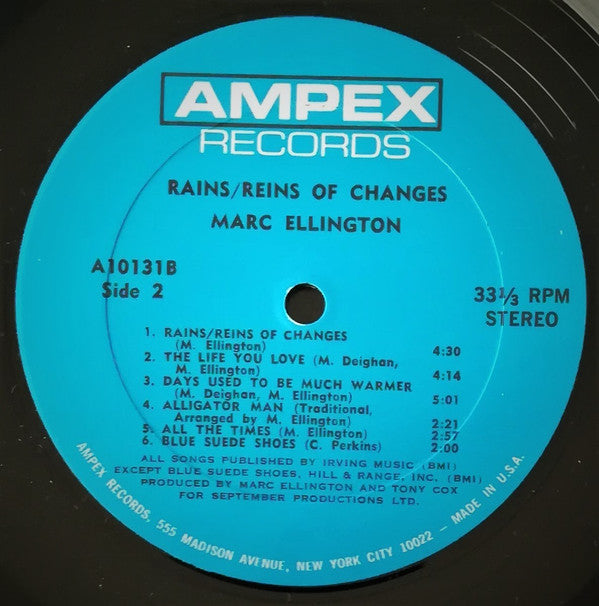 AMPEX
RECORDS
RAINS/REINS OF CHANGES
MARC ELLINGTON
A10131B
Side 2
33⅓ RPM
STEREO
1. RAINS/REINS OF CHANGES
(M. Ellington) 4:30
2. THE LIFE YOU LOVE (M. Deighan,
M. Ellington) 4:14
3. DAYS USED TO BE MUCH WARMER
(M. Deighan, M. Ellington) 5:01
4. ALLIGATOR MAN (Traditional,
Arranged by M. Ellington) 2:21
5. ALL THE TIMES (M. Ellington) 2:57
6. BLUE SUEDE SHOES (C. Perkins) 2:00
ALL SONGS PUBLISHED BY IRVING MUSIC (BMI)
EXCEPT BLUE SUEDE SHOES, HILL & RANGE, INC. (BMI)
PRODUCED BY MARC ELLINGTON AND TONY COX
FOR SEPTEMBER PRODUCTIONS LTD.
AMPEX RECORDS, 555 MADISON AVENUE, NEW YORK CITY 10022 – MADE IN U.S.A.